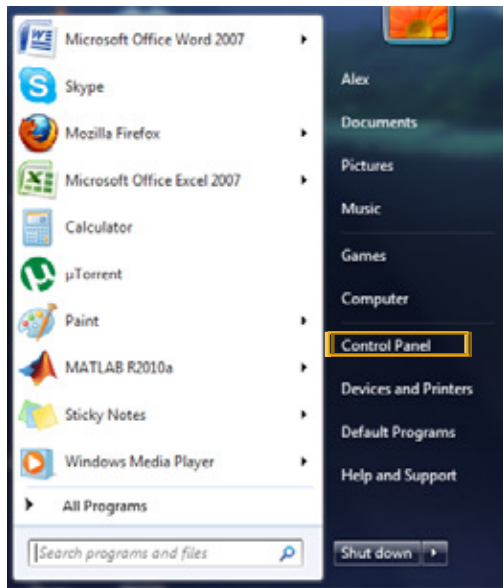 Microsoft Office Word 2007
Skype
Mozilla Firefox
Microsoft Office Excel 2007
Calculator
µTorrent
Paint
MATLAB R2010a
Sticky Notes
Windows Media Player
All Programs
Search programs and files
Alex
Documents
Pictures
Music
Games
Computer
Control Panel
Devices and Printers
Default Programs
Help and Support
Shut down